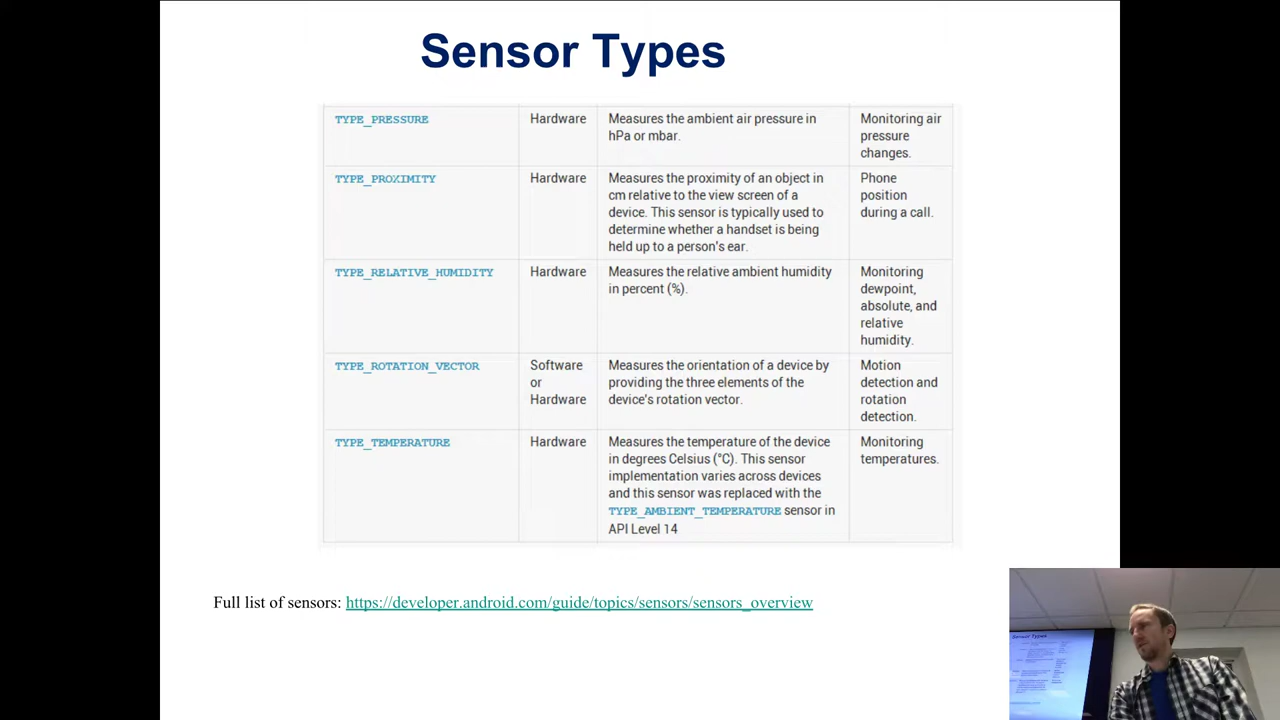 Sensor Types
TYPE_PRESSURE
Hardware
Measures the ambient air pressure in
hPa or mbar.
Monitoring air
pressure
changes.
TYPE_PROXIMITY
Hardware
Measures the proximity of an object in
cm relative to the view screen of a
device. This sensor is typically used to
determine whether a handset is being
held up to a person's ear.
Phone
position
during a call.
TYPE_RELATIVE_HUMIDITY
Hardware
Measures the relative ambient humidity
in percent (%).
Monitoring
dewpoint,
absolute, and
relative
humidity.
TYPE_ROTATION_VECTOR
Software
or
Hardware
Measures the orientation of a device by
providing the three elements of the
device's rotation vector.
Motion
detection and
rotation
detection.
TYPE_TEMPERATURE
Hardware
Measures the temperature of the device
in degrees Celsius (°C). This sensor
implementation varies across devices
and this sensor was replaced with the
TYPE_AMBIENT_TEMPERATURE sensor in
API Level 14
Monitoring
temperatures.
Full list of sensors: https://developer.android.com/guide/topics/sensors/sensors_overview
Sensor Types